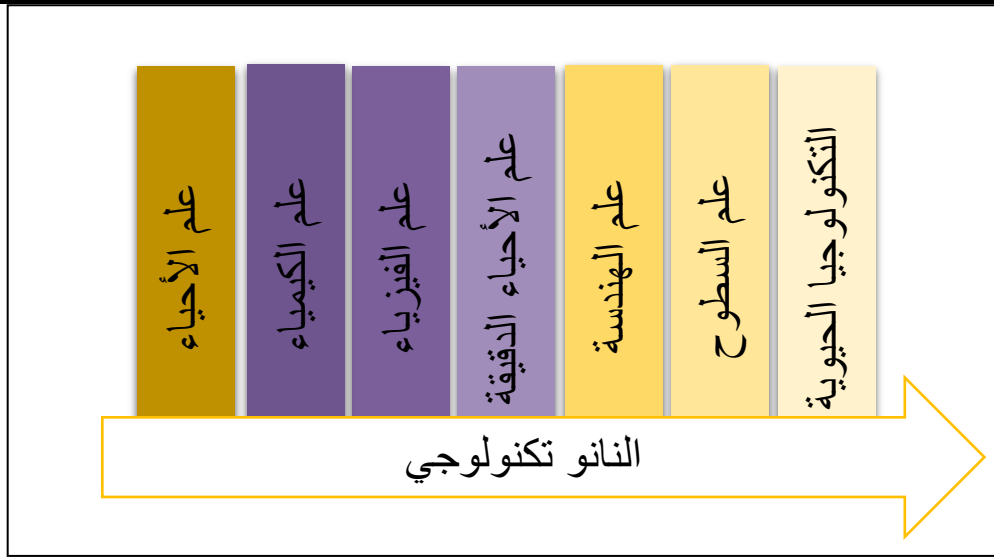 علم الأحياء
علم الكيمياء
علم الفيزياء
علم الأحياء الدقيقة
علم الهندسة
علم السطوح
التكنولوجيا الحيوية
النانو تكنولوجي